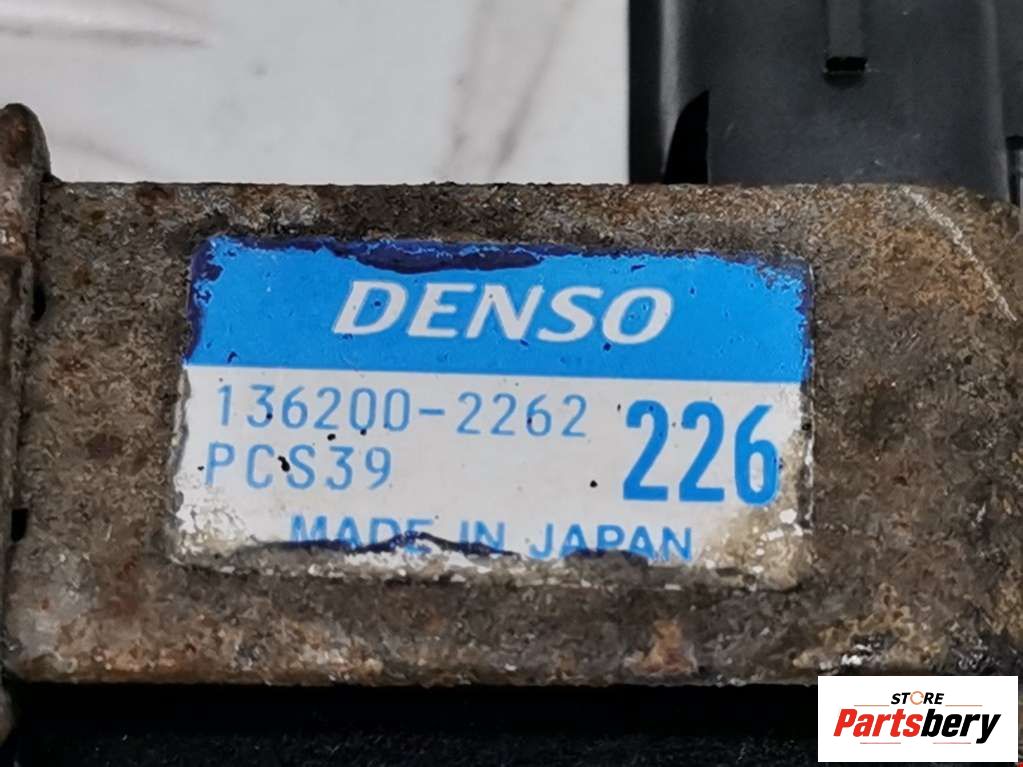 DENSO
136200-2262
PCS39
226
MADE IN JAPAN
STORE
Partsbery